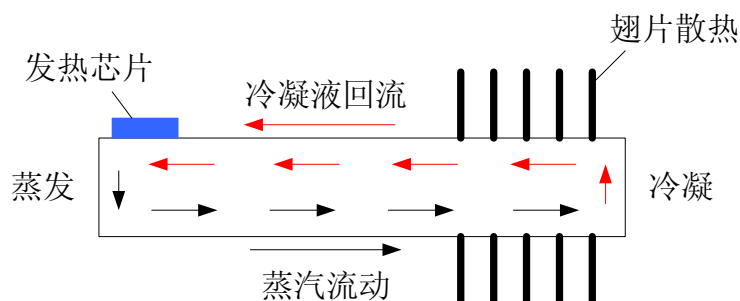 翅片散热
发热芯片
冷凝液回流
蒸发
冷凝
蒸汽流动